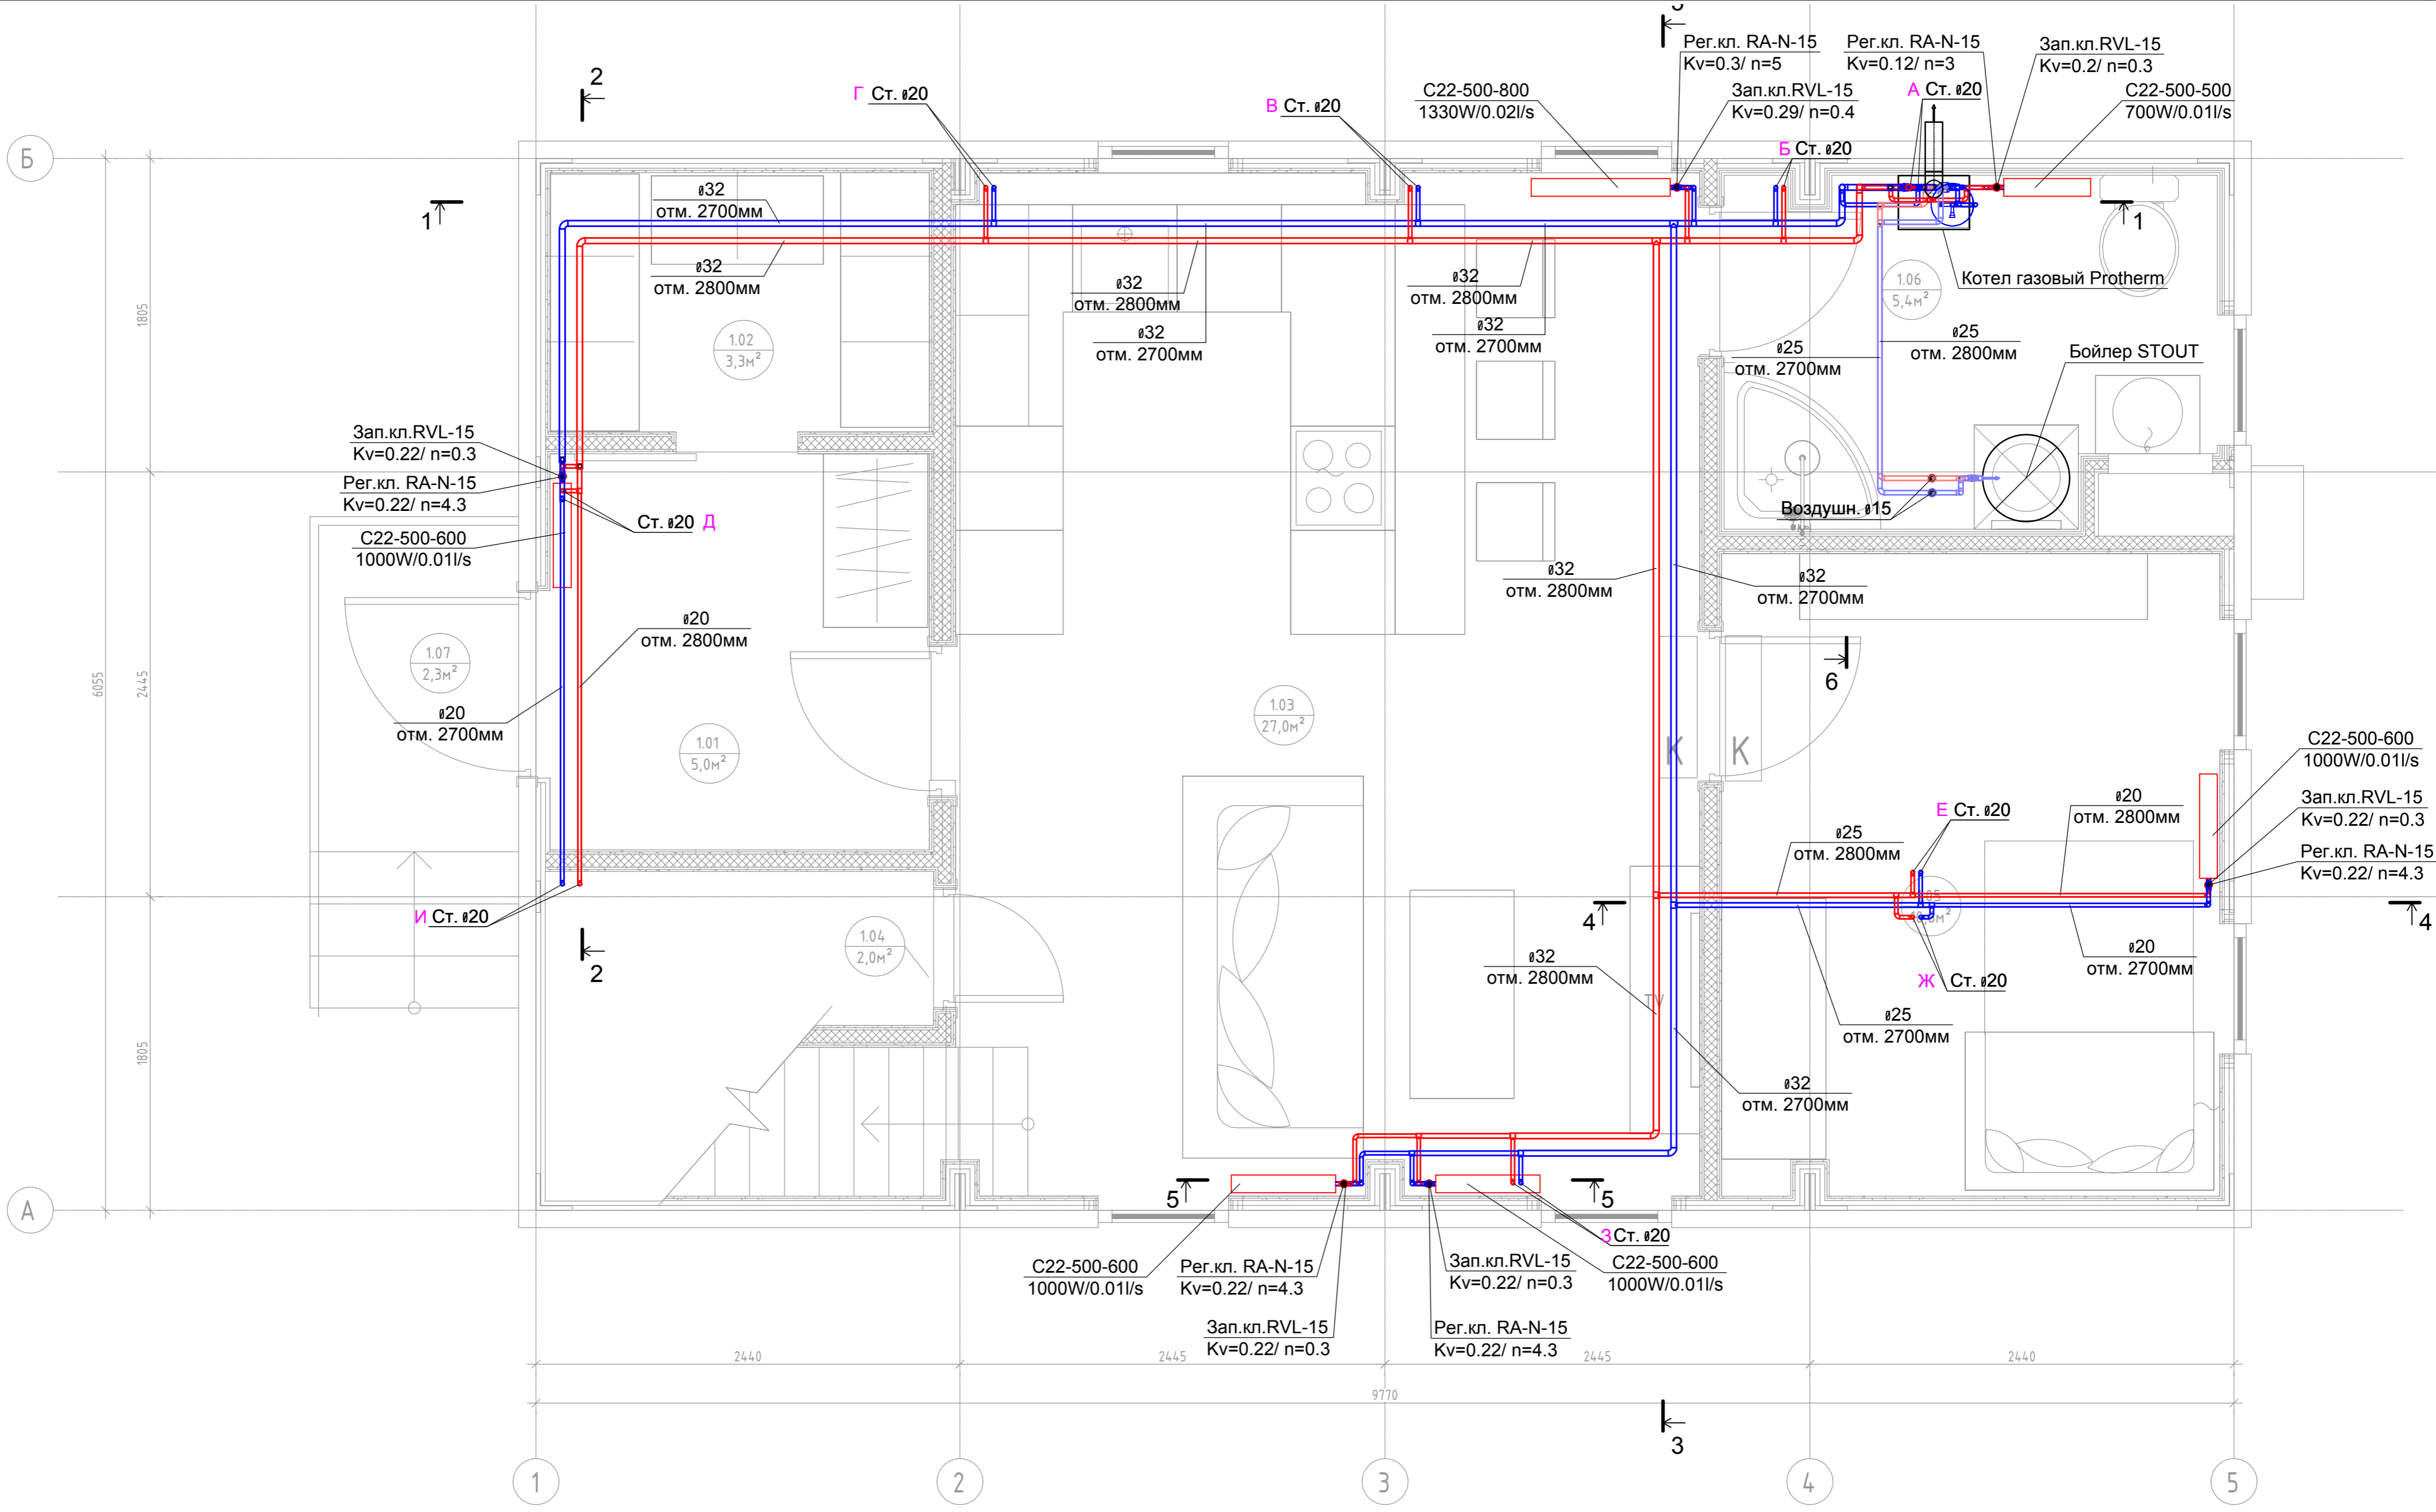 2
Г Ст. ø20
В Ст. ø20
С22-500-800
1330W/0.02l/s
Рег.кл. RA-N-15
Kv=0.3/ n=5
Зап.кл.RVL-15
Kv=0.29/ n=0.4
Рег.кл. RA-N-15
Kv=0.12/ n=3
А Ст. ø20
Зап.кл.RVL-15
Kv=0.2/ n=0.3
С22-500-500
700W/0.01l/s
Б Ст. ø20
Б
1
ø32
отм. 2700мм
ø32
отм. 2800мм
ø32
отм. 2800мм
ø32
отм. 2700мм
ø32
отм. 2800мм
ø32
отм. 2700мм
1
Котел газовый Protherm
1.06
5,4м²
ø25
отм. 2700мм
ø25
отм. 2800мм
Бойлер STOUT
1.02
3,3м²
1805
Зап.кл.RVL-15
Kv=0.22/ n=0.3
Рег.кл. RA-N-15
Kv=0.22/ n=4.3
С22-500-600
1000W/0.01l/s
Ст. ø20 Д
Воздушн. ø15
ø32
отм. 2800мм
ø32
отм. 2700мм
ø20
отм. 2800мм
1.07
2,3м²
6055
2445
ø20
отм. 2700мм
1.01
5,0м²
1.03
27,0м²
6
K
K
С22-500-600
1000W/0.01l/s
Зап.кл.RVL-15
Kv=0.22/ n=0.3
Рег.кл. RA-N-15
Kv=0.22/ n=4.3
Е Ст. ø20
ø20
отм. 2800мм
ø25
отм. 2800мм
И Ст. ø20
1.04
2,0м²
4
4
ø20
отм. 2700мм
Ж Ст. ø20
2
ø32
отм. 2800мм
TV
ø25
отм. 2700мм
1805
ø32
отм. 2700мм
5
5
А
З Ст. ø20
С22-500-600
1000W/0.01l/s
Рег.кл. RA-N-15
Kv=0.22/ n=4.3
Зап.кл.RVL-15
Kv=0.22/ n=0.3
С22-500-600
1000W/0.01l/s
Зап.кл.RVL-15
Kv=0.22/ n=0.3
Рег.кл. RA-N-15
Kv=0.22/ n=4.3
2440
2445
2445
2440
9770
3
1
2
3
4
5